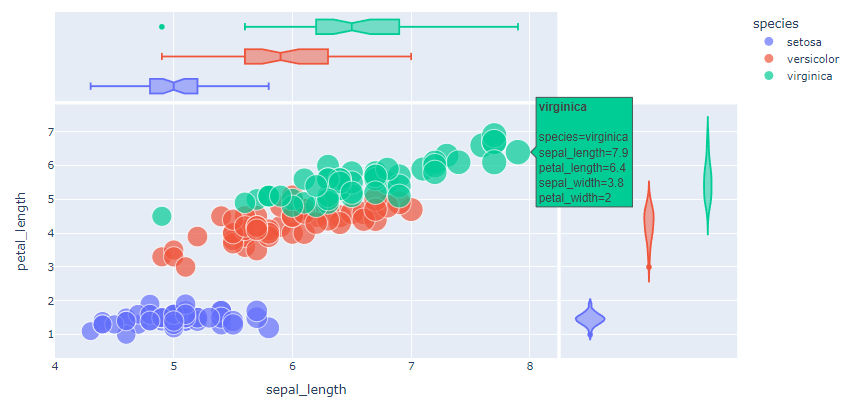 species
setosa
versicolor
virginica
virginica
species=virginica
sepal_length=7.9
petal_length=6.4
sepal_width=3.8
petal_width=2
7
6
5
4
3
2
1
petal_length
4 5 6 7 8
sepal_length